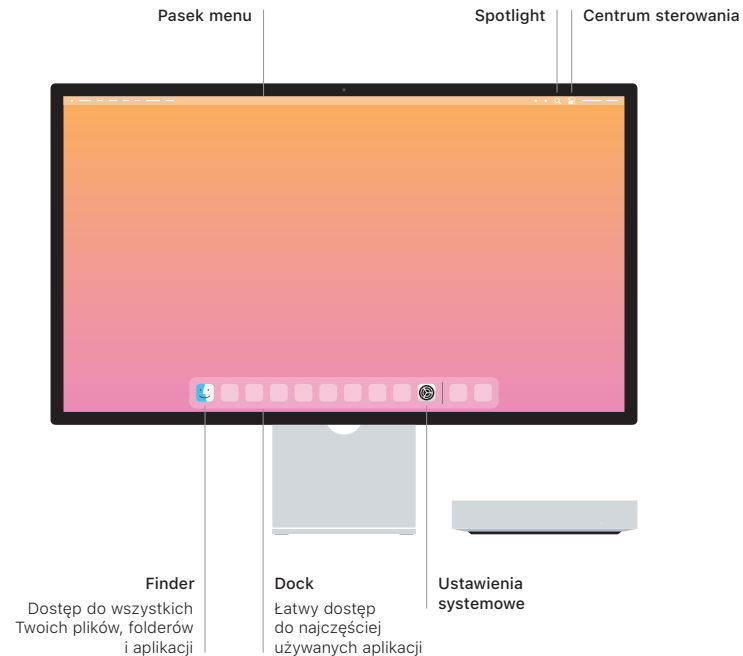 Pasek menu
Spotlight
Centrum sterowania
Finder
Dostęp do wszystkich
Twoich plików, folderów
i aplikacji
Dock
Łatwy dostęp
do najczęściej
używanych aplikacji
Ustawienia
systemowe